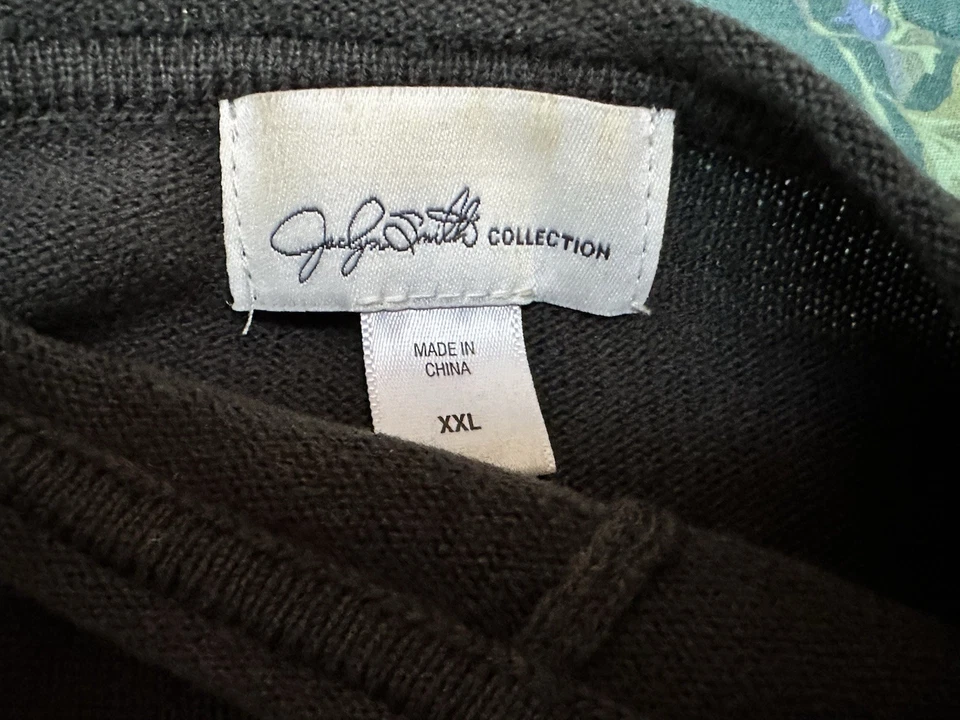 Jaclyn Smith COLLECTION
MADE IN
CHINA
XXL